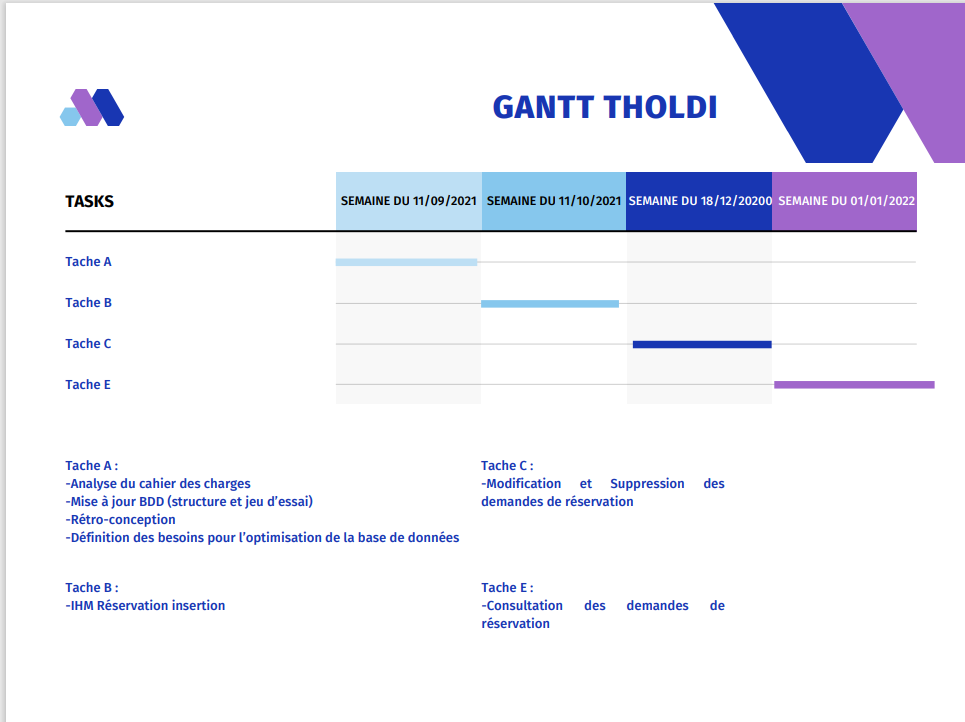 GANTT THOLDI
TASKS
SEMAINE DU 11/09/2021
SEMAINE DU 11/10/2021
SEMAINE DU 18/12/20200
SEMAINE DU 01/01/2022
Tache A
Tache B
Tache C
Tache E
Tache A :
-Analyse du cahier des charges
-Mise à jour BDD (structure et jeu d’essai)
-Rétro-conception
-Définition des besoins pour l’optimisation de la base de données
Tache C :
-Modification et Suppression des
demandes de réservation
Tache B :
-IHM Réservation insertion
Tache E :
-Consultation des demandes de
réservation